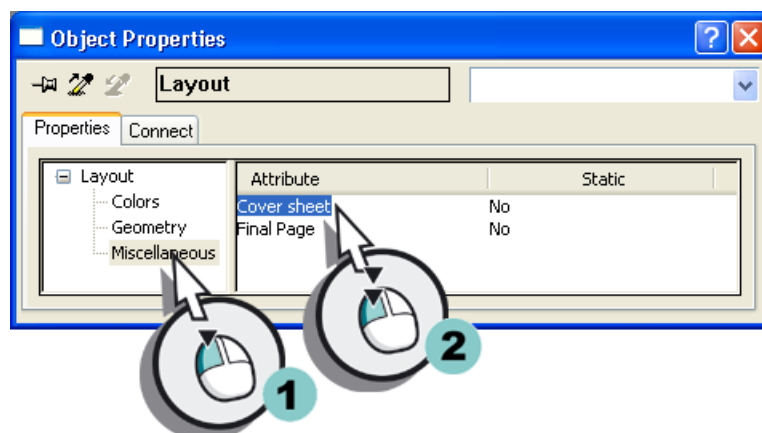 Object Properties
Layout
Properties Connect
Layout
Colors
Geometry
Miscellaneous
Attribute Static
Cover sheet No
Final Page No
1
2